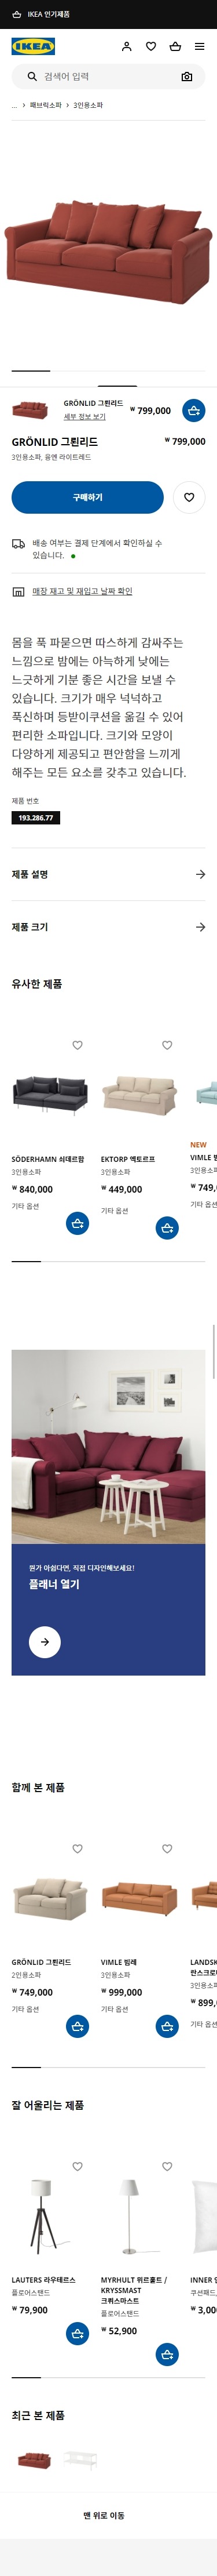 IKEA 인기제품
IKEA
검색어 입력
... > 패브릭소파 > 3인용소파
GRÖNLID 그뢴리드
세부 정보 보기
₩ 799,000
GRÖNLID 그뢴리드
₩ 799,000
3인용소파, 융엔 라이트레드
구매하기
배송 여부는 결제 단계에서 확인하실 수
있습니다.
매장 재고 및 재입고 날짜 확인
몸을 푹 파묻으면 따스하게 감싸주는
느낌으로 밤에는 아늑하게 낮에는
느긋하게 기분 좋은 시간을 보낼 수
있습니다. 크기가 매우 넉넉하고
푹신하며 등받이쿠션을 옮길 수 있어
편리한 소파입니다. 크기와 모양이
다양하게 제공되고 편안함을 느끼게
해주는 모든 요소를 갖추고 있습니다.
제품 번호
193.286.77
제품 설명
제품 크기
유사한 제품
SÖDERHAMN 쇠데르함
3인용소파
₩ 840,000
기타 옵션
EKTORP 엑토르프
3인용소파
₩ 449,000
기타 옵션
NEW
VIMLE 빔
3인용소파
₩ 749,
기타 옵션
뭔가 아쉽다면, 직접 디자인해보세요!
플래너 열기
함께 본 제품
GRÖNLID 그뢴리드
2인용소파
₩ 749,000
기타 옵션
VIMLE 빔레
3인용소파
₩ 999,000
기타 옵션
LANDSK
란스크로
3인용소파
₩ 899,
기타 옵션
잘 어울리는 제품
LAUTERS 라우테르스
플로어스탠드
₩ 79,900
MYRHULT 뮈르훌트 /
KRYSSMAST
크뤼스마스트
플로어스탠드
₩ 52,900
INNER 인
쿠션패드,
₩ 3,00
최근 본 제품
맨 위로 이동